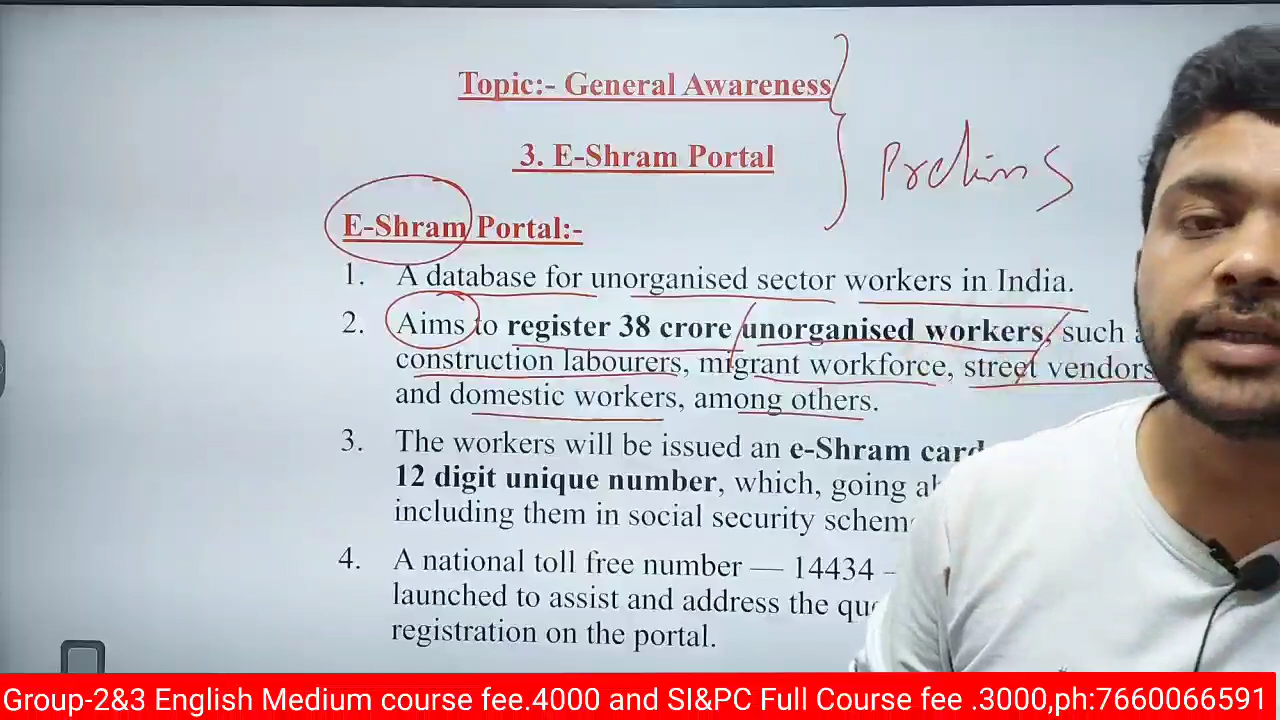 Topic:- General Awareness
3. E-Shram Portal
Prelims
E-Shram Portal:-
1. A database for unorganised sector workers in India.
2. Aims to register 38 crore unorganised workers, such
construction labourers, migrant workforce, street vendors
and domestic workers, among others.
3. The workers will be issued an e-Shram card
12 digit unique number, which, going
including them in social security
4. A national toll free number — 14434 -
launched to assist and address the
registration on the portal.
Group-2&3 English Medium course fee.4000 and SI&PC Full Course fee .3000,ph:7660066591